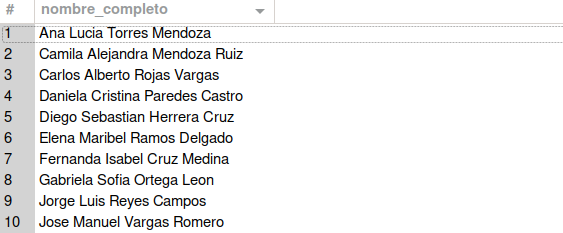 # nombre_completo
1 Ana Lucia Torres Mendoza
2 Camila Alejandra Mendoza Ruiz
3 Carlos Alberto Rojas Vargas
4 Daniela Cristina Paredes Castro
5 Diego Sebastian Herrera Cruz
6 Elena Maribel Ramos Delgado
7 Fernanda Isabel Cruz Medina
8 Gabriela Sofia Ortega Leon
9 Jorge Luis Reyes Campos
10 Jose Manuel Vargas Romero